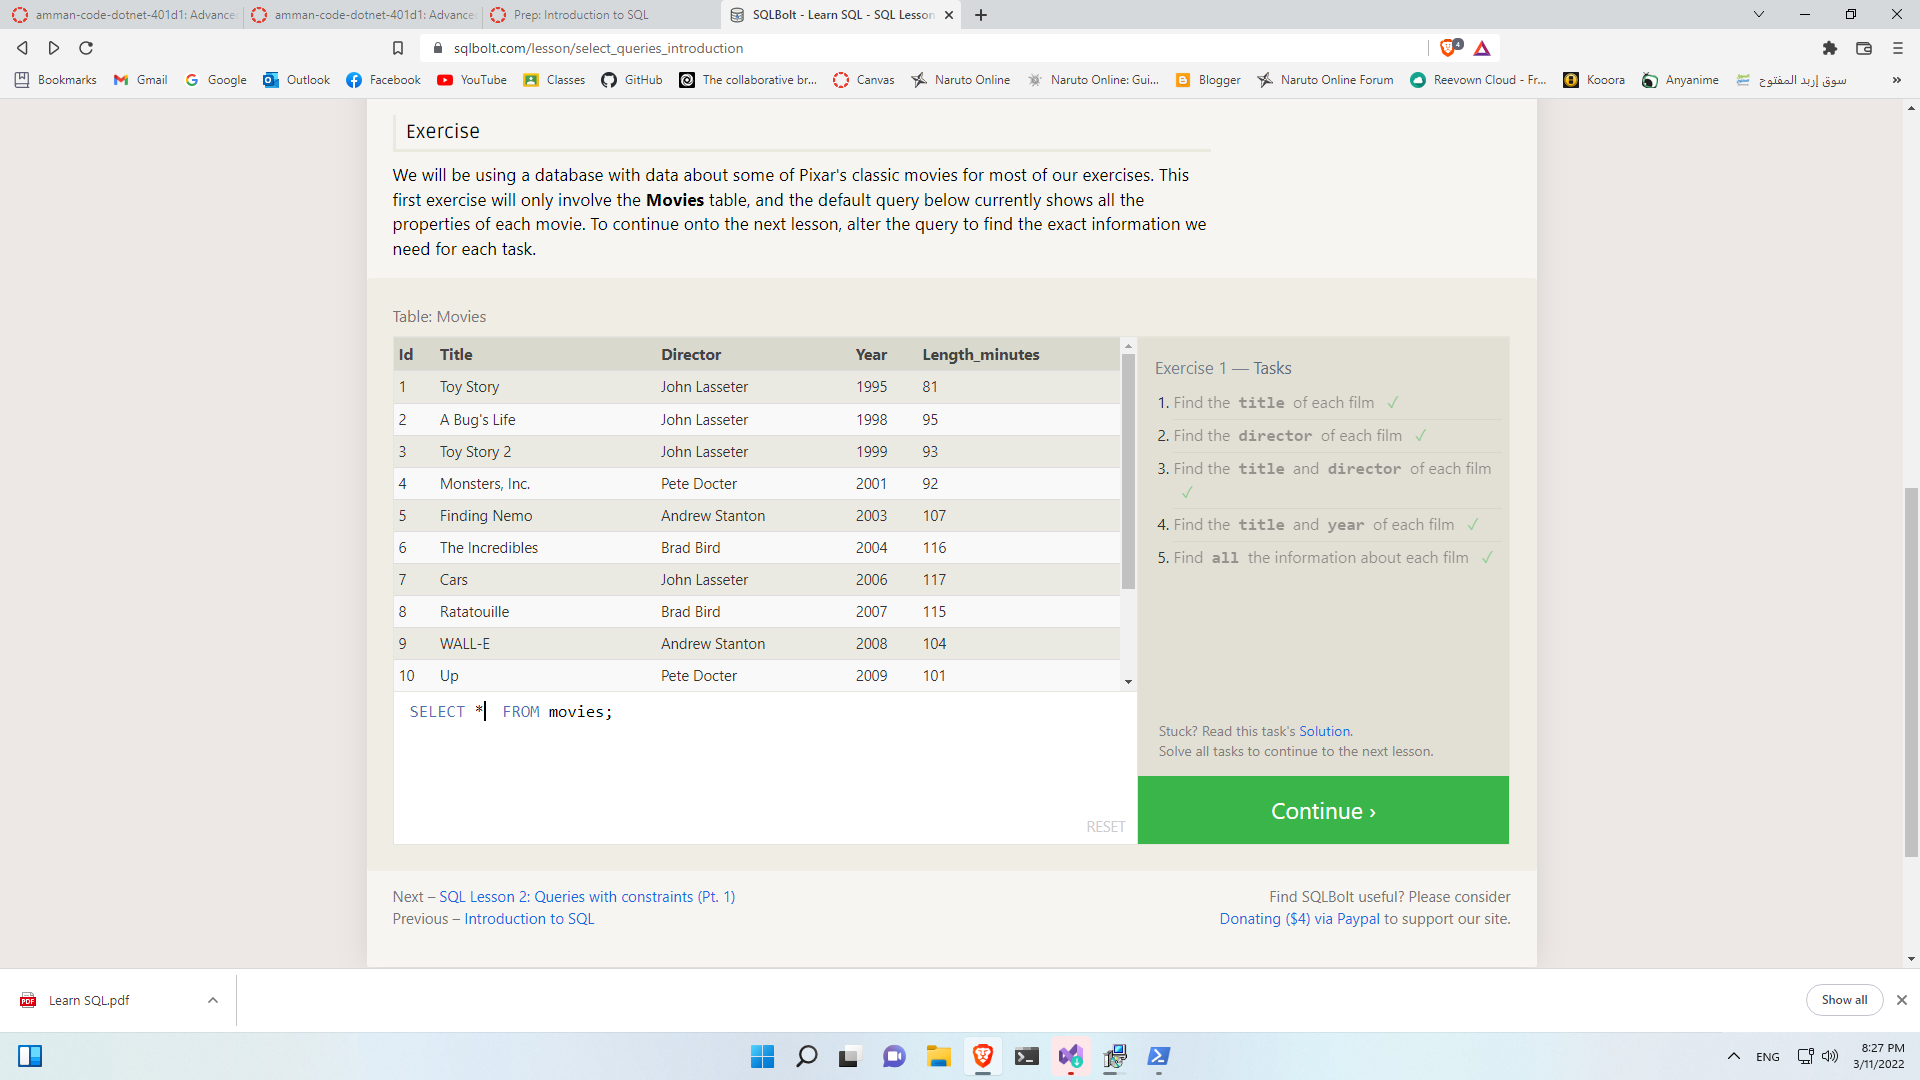 amman-code-dotnet-401d1: Advance
amman-code-dotnet-401d1: Advance
Prep: Introduction to SQL
SQLBolt - Learn SQL - SQL Lesson
sqlbolt.com/lesson/select_queries_introduction
4
Bookmarks
Gmail
Google
Outlook
Facebook
YouTube
Classes
GitHub
The collaborative br...
Canvas
Naruto Online
Naruto Online: Gui...
Blogger
Naruto Online Forum
Reevown Cloud - Fr...
Kooora
Anyanime
سوق إربد المفتوح
»
Exercise
We will be using a database with data about some of Pixar's classic movies for most of our exercises. This
first exercise will only involve the Movies table, and the default query below currently shows all the
properties of each movie. To continue onto the next lesson, alter the query to find the exact information we
need for each task.
Table: Movies
Id Title Director Year Length_minutes
1 Toy Story John Lasseter 1995 81
2 A Bug's Life John Lasseter 1998 95
3 Toy Story 2 John Lasseter 1999 93
4 Monsters, Inc. Pete Docter 2001 92
5 Finding Nemo Andrew Stanton 2003 107
6 The Incredibles Brad Bird 2004 116
7 Cars John Lasseter 2006 117
8 Ratatouille Brad Bird 2007 115
9 WALL-E Andrew Stanton 2008 104
10 Up Pete Docter 2009 101
SELECT * FROM movies;
RESET
Exercise 1 — Tasks
1. Find the title of each film ✓
2. Find the director of each film ✓
3. Find the title and director of each film
✓
4. Find the title and year of each film ✓
5. Find all the information about each film ✓
Stuck? Read this task's Solution.
Solve all tasks to continue to the next lesson.
Continue ›
Next – SQL Lesson 2: Queries with constraints (Pt. 1)
Previous – Introduction to SQL
Find SQLBolt useful? Please consider
Donating ($4) via Paypal to support our site.
PDF
Learn SQL.pdf
Show all
ENG
8:27 PM
3/11/2022